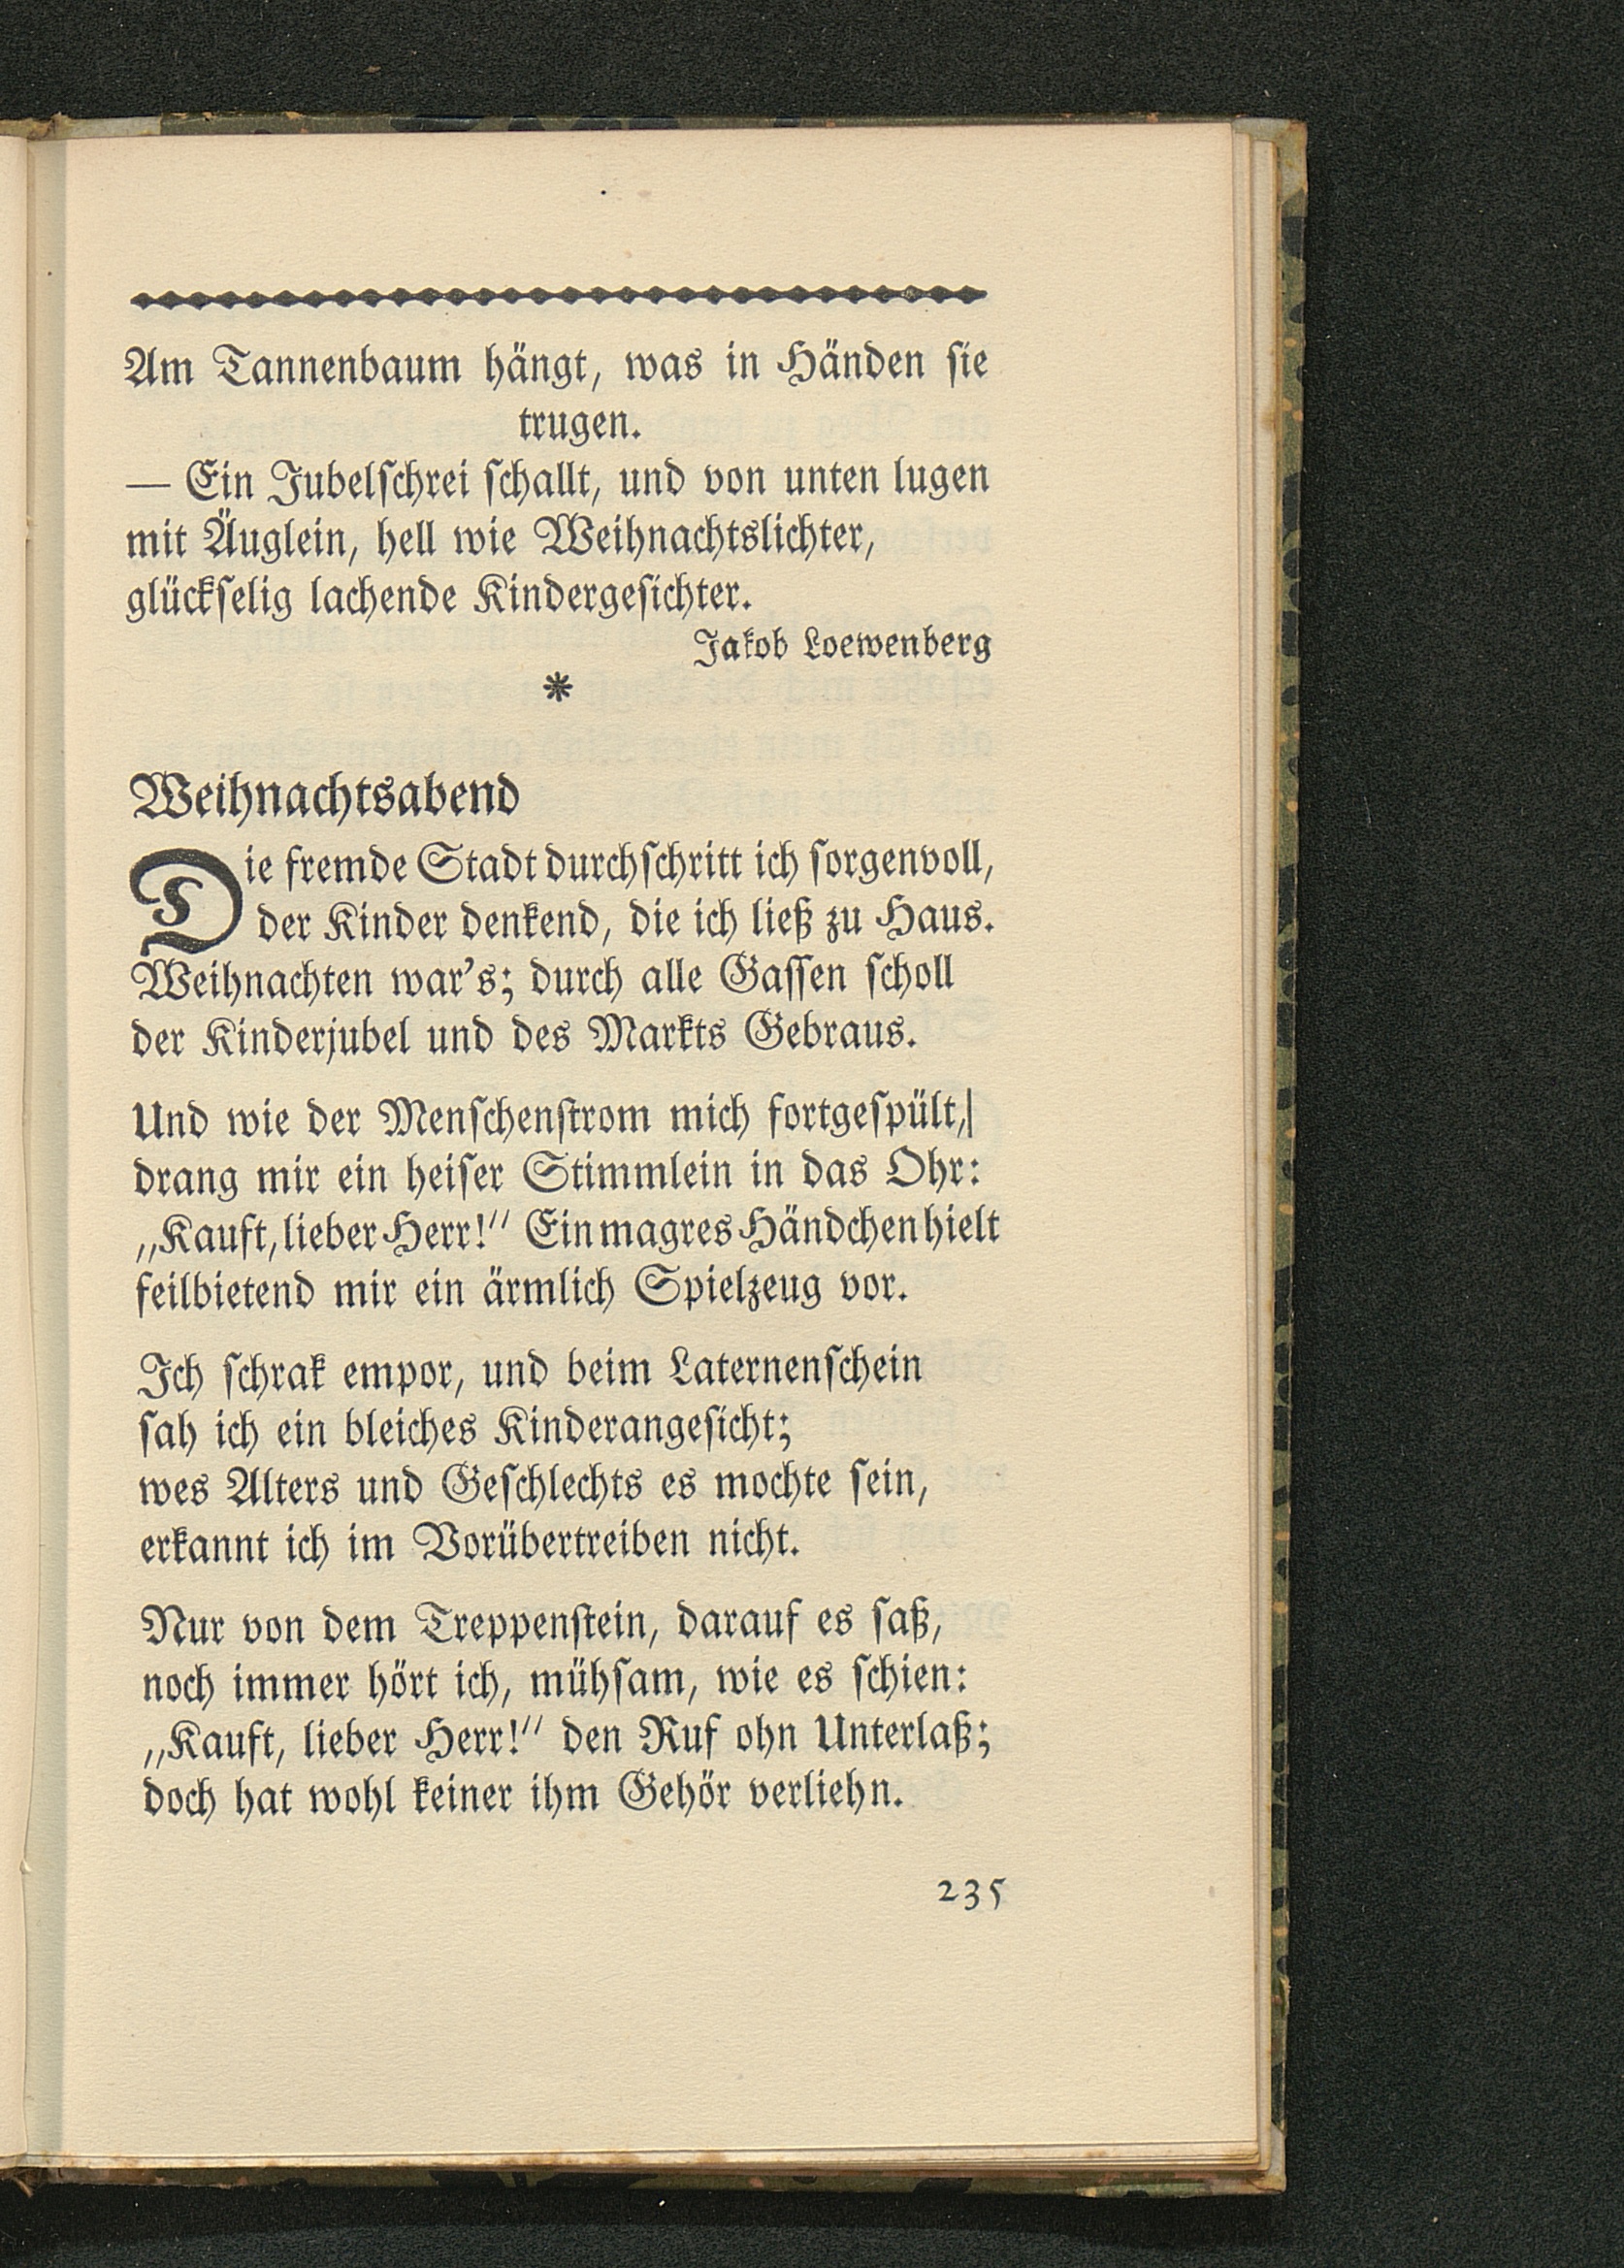 Am Tannenbaum hängt, was in Händen sie
trugen.
— Ein Jubelschrei schallt, und von unten lugen
mit Äuglein, hell wie Weihnachtslichter,
glückselig lachende Kindergesichter.
Jakob Loewenberg
*
Weihnachtsabend
Die fremde Stadt durchschritt ich sorgenvoll,
der Kinder denkend, die ich ließ zu Haus.
Weihnachten war's; durch alle Gassen scholl
der Kinderjubel und des Markts Gebraus.
Und wie der Menschenstrom mich fortgespült,
drang mir ein heiser Stimmlein in das Ohr:
„Kauft, lieber Herr!“ Ein magres Händchen hielt
feilbietend mir ein ärmlich Spielzeug vor.
Ich schrak empor, und beim Laternenschein
sah ich ein bleiches Kinderangesicht;
wes Alters und Geschlechts es mochte sein,
erkannt ich im Vorübertreiben nicht.
Nur von dem Treppenstein, darauf es saß,
noch immer hört ich, mühsam, wie es schien:
„Kauft, lieber Herr!“ den Ruf ohn Unterlaß;
doch hat wohl keiner ihm Gehör verliehn.
235